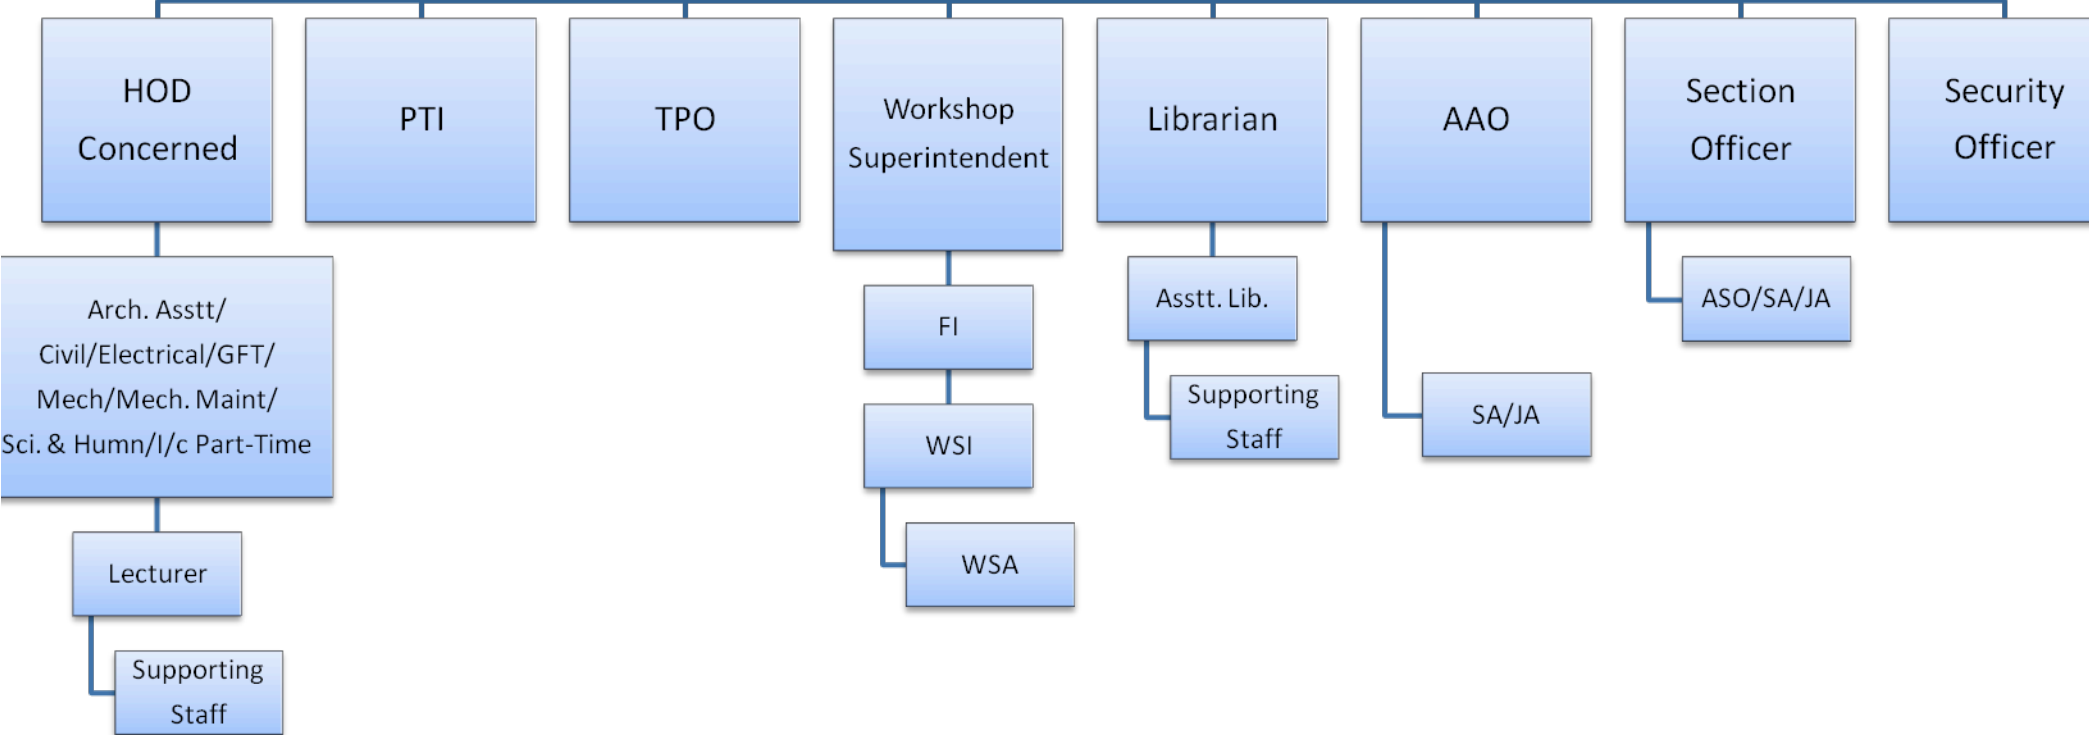 HOD
Concerned
PTI
TPO
Workshop
Superintendent
Librarian
AAO
Section
Officer
Security
Officer
Arch. Asstt/
Civil/Electrical/GFT/
Mech/Mech. Maint/
Sci. & Humn/I/c Part-Time
Lecturer
Supporting
Staff
FI
WSI
WSA
Asstt. Lib.
Supporting
Staff
SA/JA
ASO/SA/JA